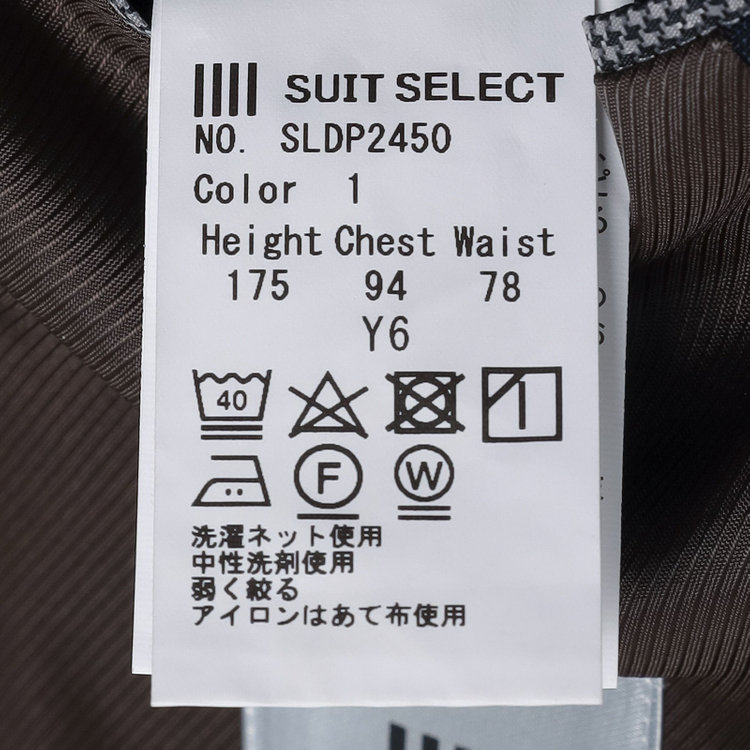 SUIT SELECT
NO. SLDP2450
Color 1
Height Chest Waist
175 94 78
Y6
40
F W
洗濯ネット使用
中性洗剤使用
弱く絞る
アイロンはあて布使用